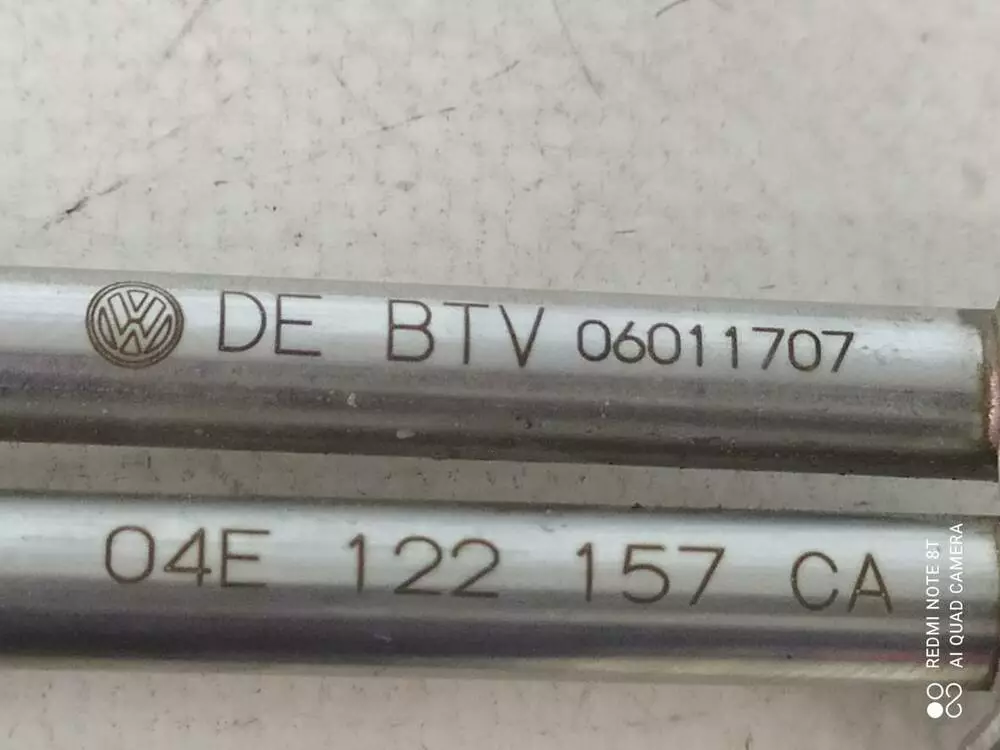 DE BTV 06011707
04E 122 157 CA
REDMI NOTE 8T
AI QUAD CAMERA